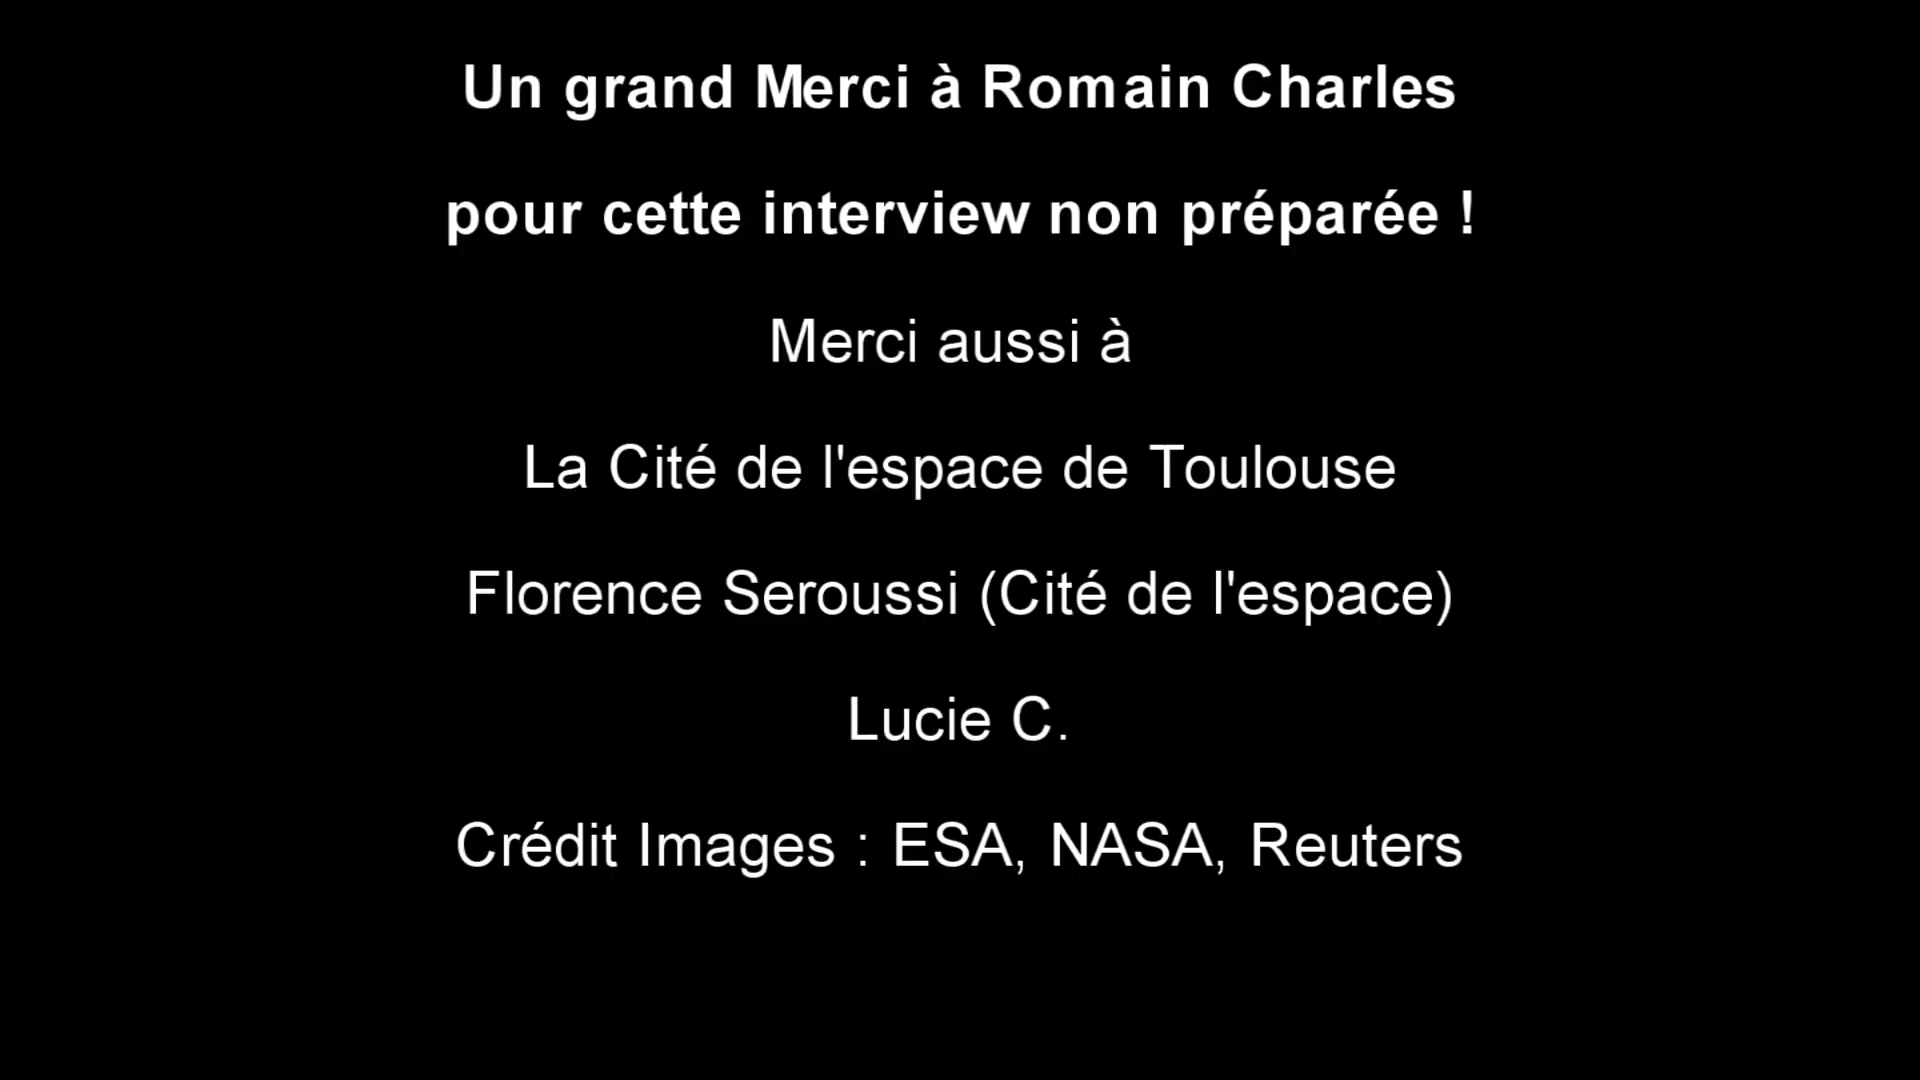 Un grand Merci à Romain Charles
pour cette interview non préparée !
Merci aussi à
La Cité de l'espace de Toulouse
Florence Seroussi (Cité de l'espace)
Lucie C.
Crédit Images : ESA, NASA, Reuters